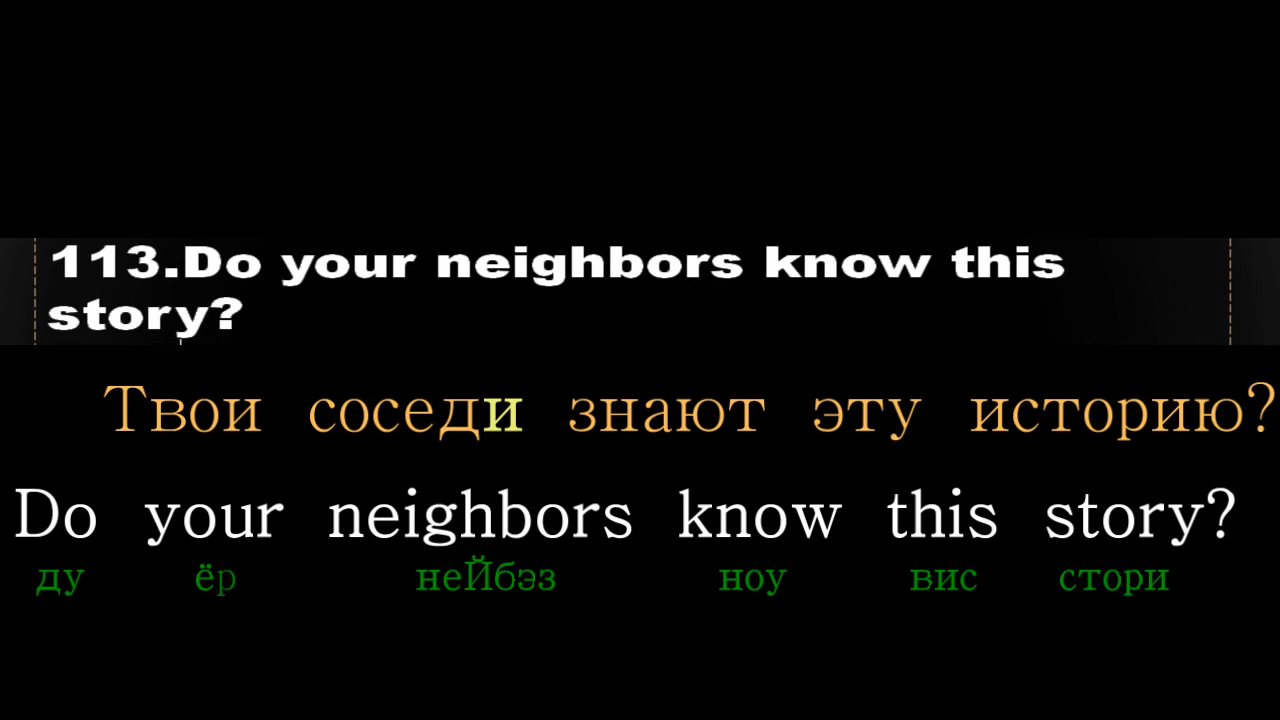 113.Do your neighbors know this
story?
Твои соседи знают эту историю?
Do your neighbors know this story?
ду ёр неЙбэз ноу вис стори